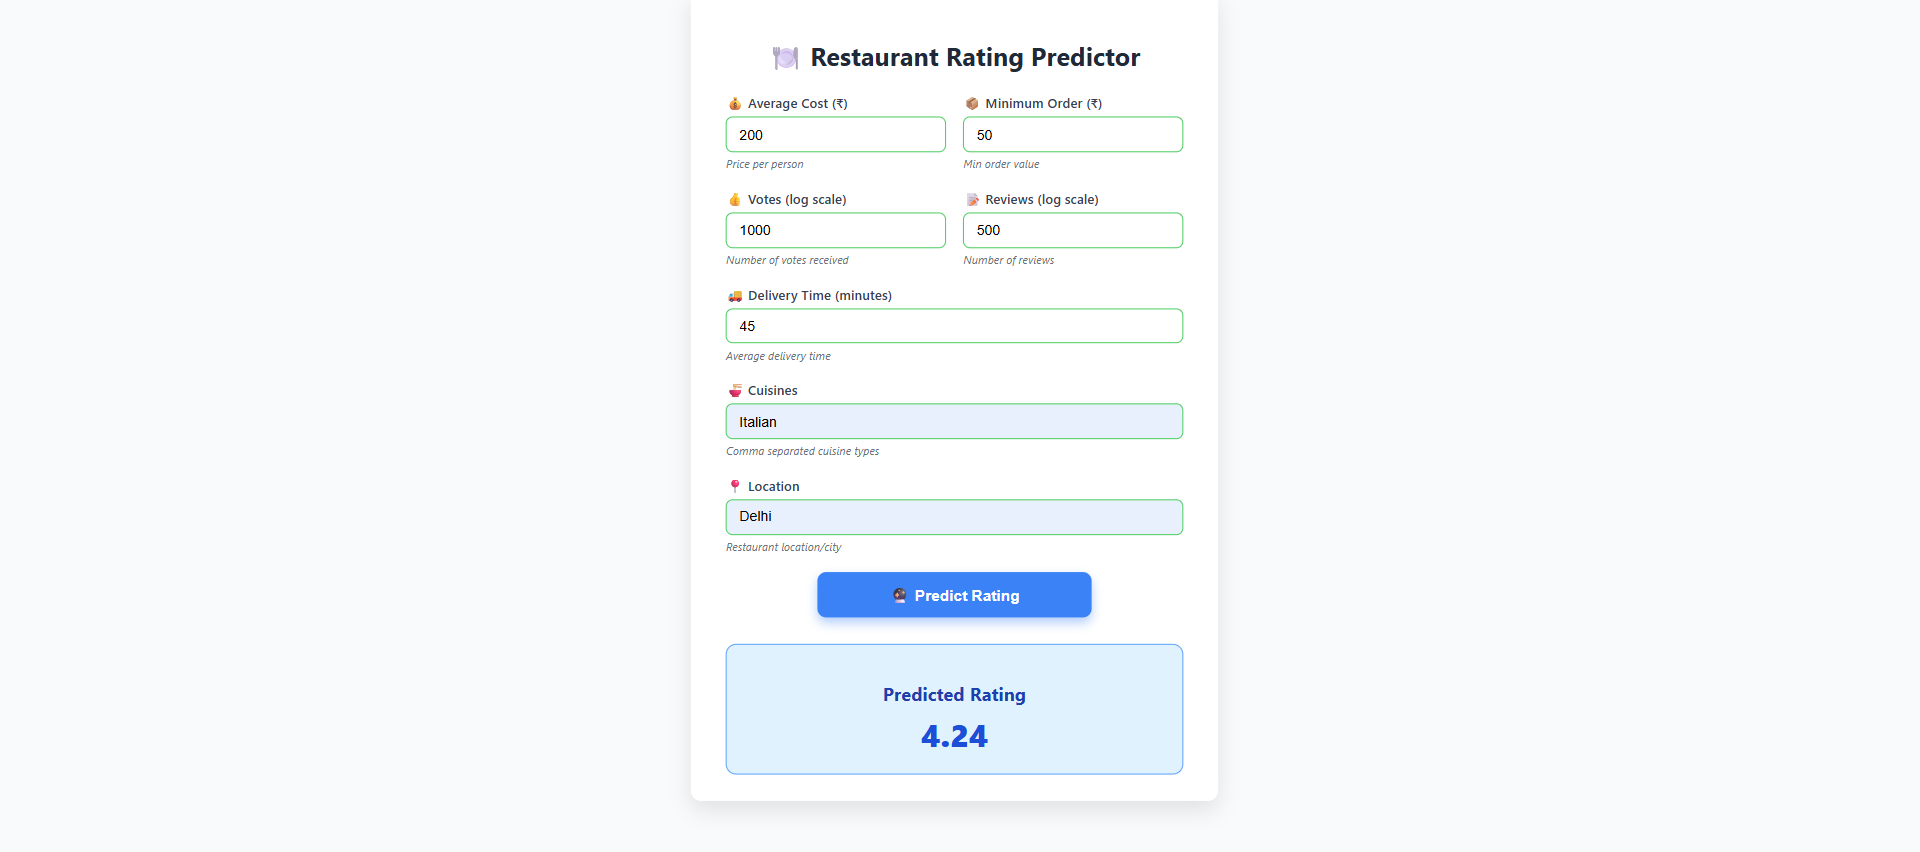 Restaurant Rating Predictor
Average Cost (₹)
200
Price per person
Minimum Order (₹)
50
Min order value
Votes (log scale)
1000
Number of votes received
Reviews (log scale)
500
Number of reviews
Delivery Time (minutes)
45
Average delivery time
Cuisines
Italian
Comma separated cuisine types
Location
Delhi
Restaurant location/city
Predict Rating
Predicted Rating
4.24